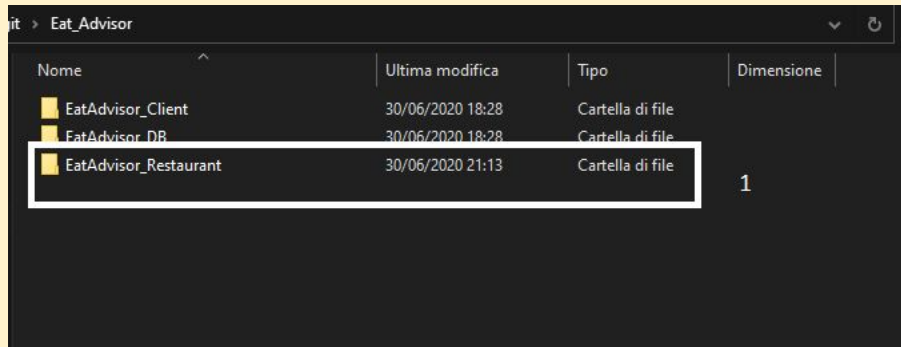 git > Eat_Advisor
Nome Ultima modifica Tipo Dimensione
EatAdvisor_Client 30/06/2020 18:28 Cartella di file
EatAdvisor_DB 30/06/2020 18:28 Cartella di file
EatAdvisor_Restaurant 30/06/2020 21:13 Cartella di file
1